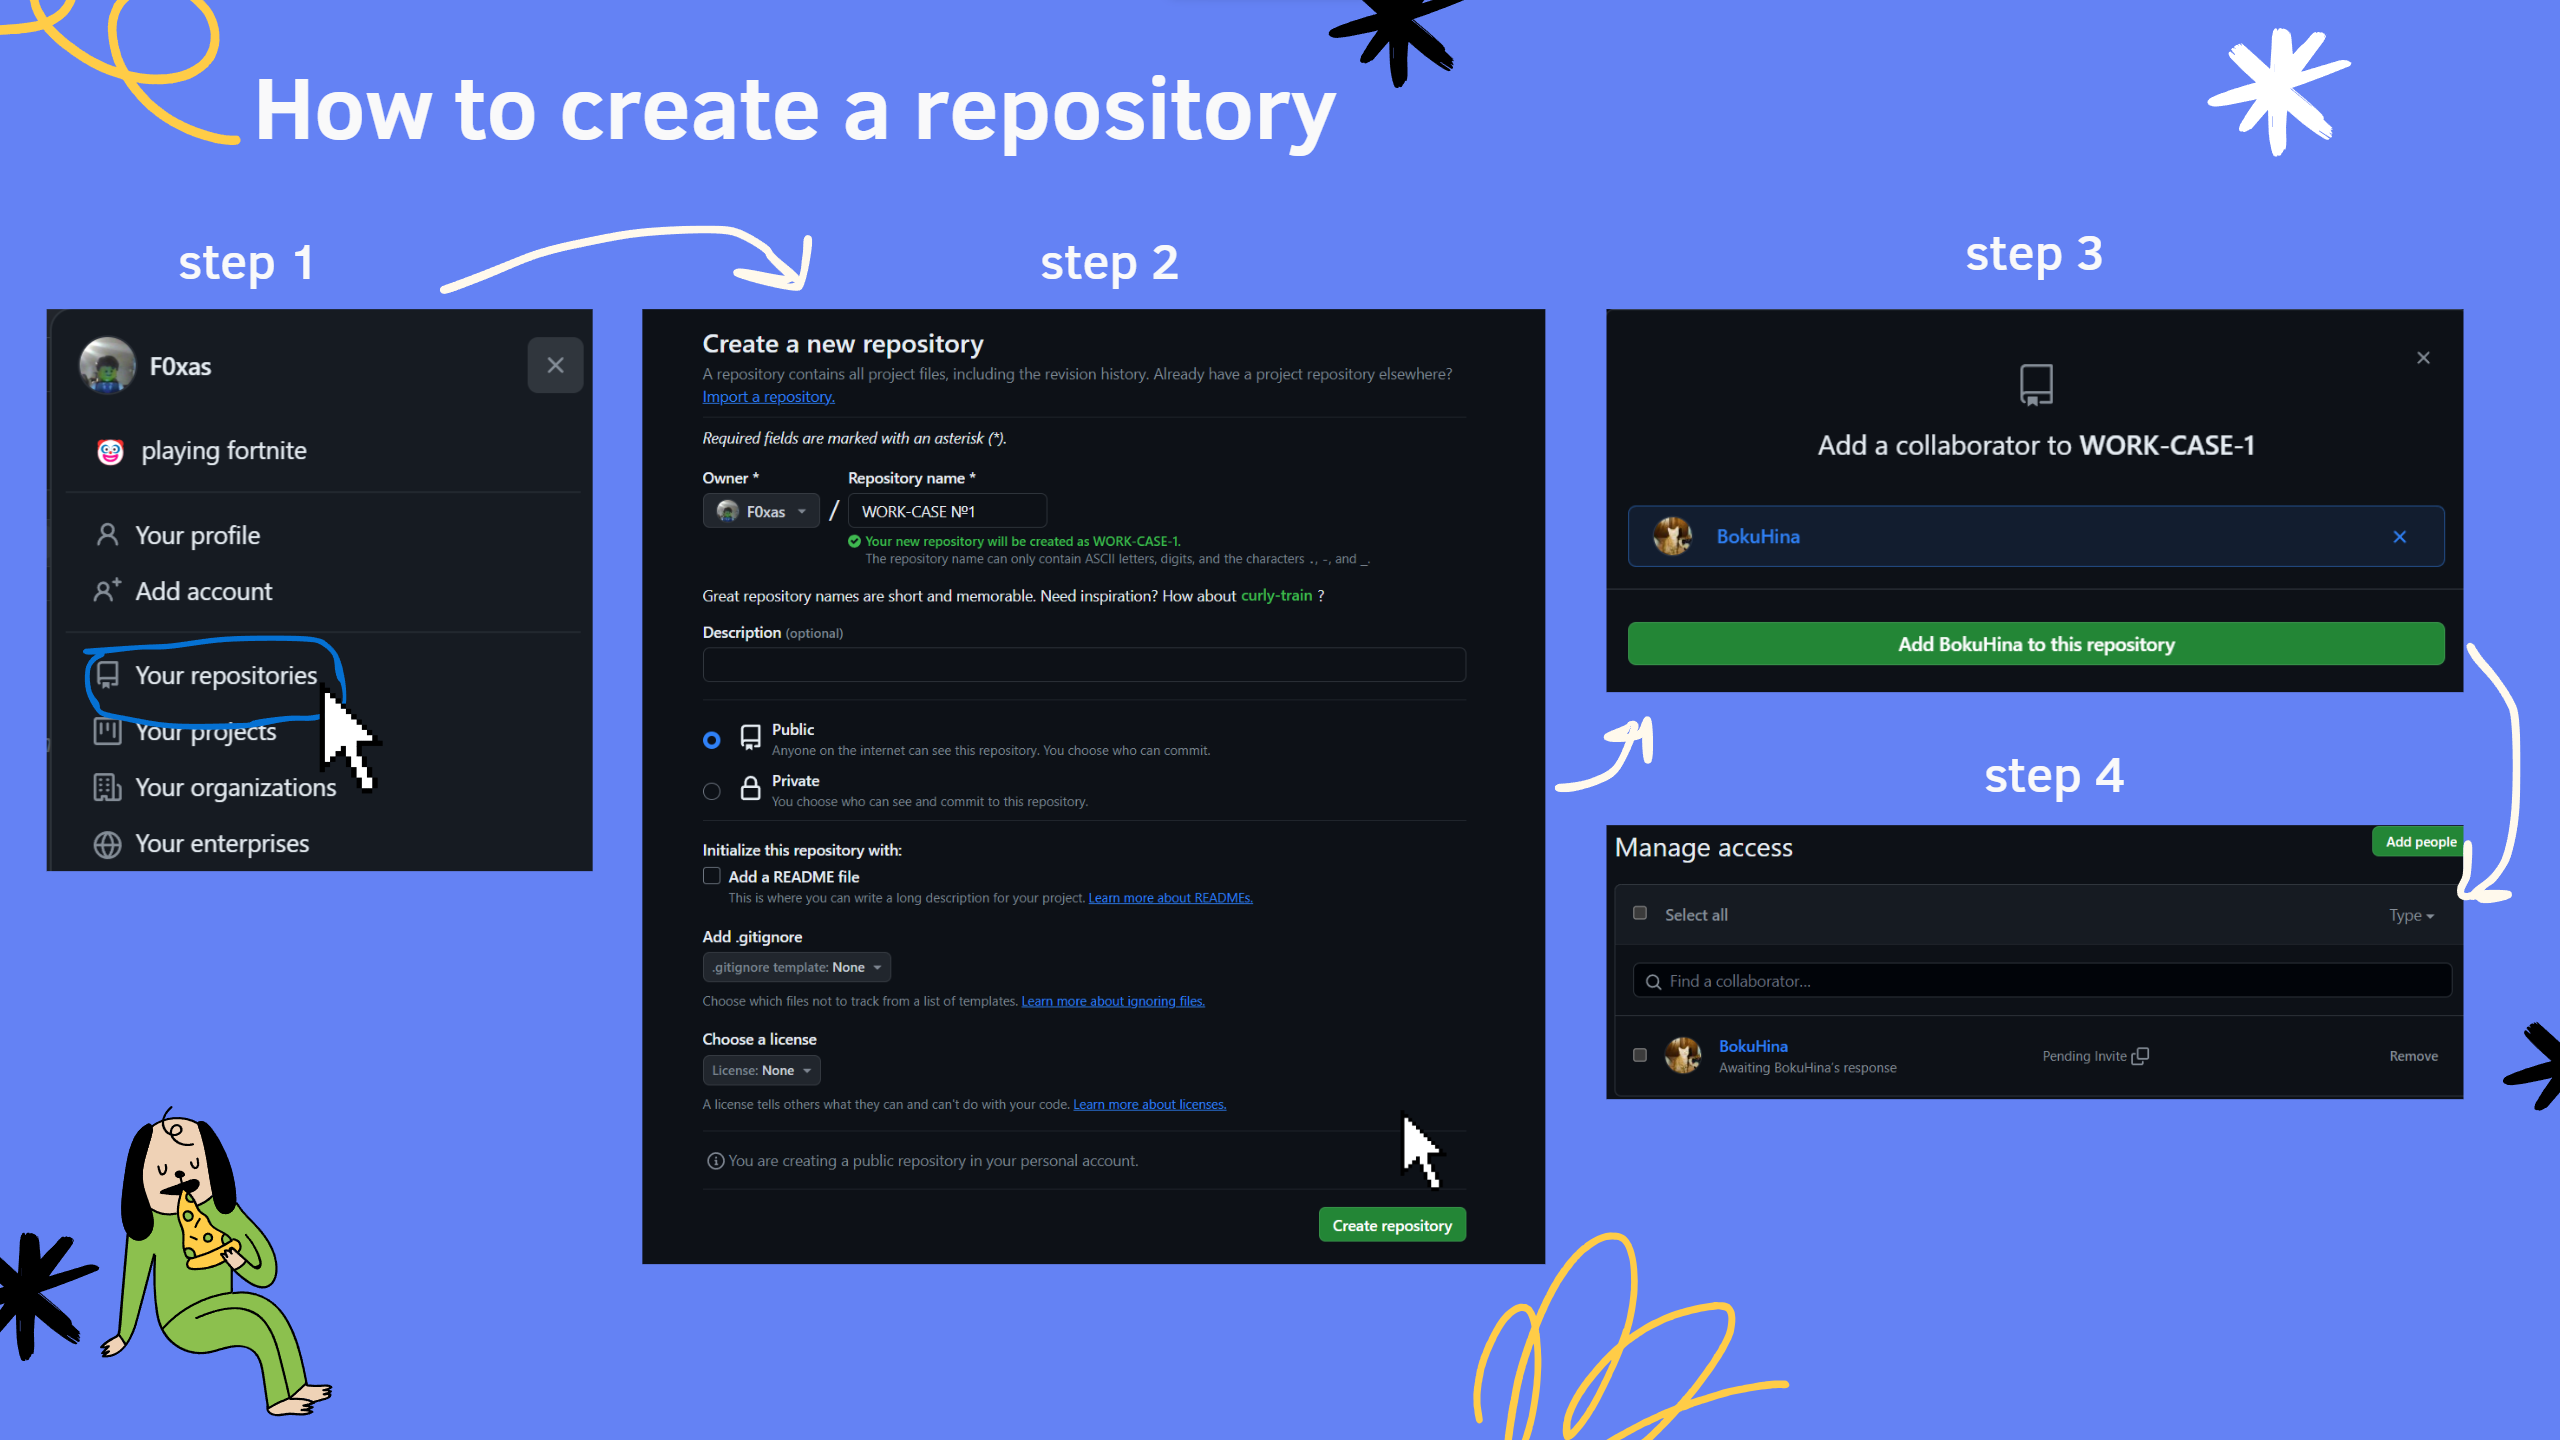 How to create a repository
step 1
F0xas
playing fortnite
Your profile
Add account
Your repositories
Your projects
Your organizations
Your enterprises
step 2
Create a new repository
A repository contains all project files, including the revision history. Already have a project repository elsewhere?
Import a repository.
Required fields are marked with an asterisk (*).
Owner * Repository name *
F0xas / WORK-CASE №1
Your new repository will be created as WORK-CASE-1.
The repository name can only contain ASCII letters, digits, and the characters ., -, and _.
Great repository names are short and memorable. Need inspiration? How about curly-train ?
Description (optional)
Public
Anyone on the internet can see this repository. You choose who can commit.
Private
You choose who can see and commit to this repository.
Initialize this repository with:
Add a README file
This is where you can write a long description for your project. Learn more about READMEs.
Add .gitignore
.gitignore template: None
Choose which files not to track from a list of templates. Learn more about ignoring files.
Choose a license
License: None
A license tells others what they can and can't do with your code. Learn more about licenses.
You are creating a public repository in your personal account.
Create repository
step 3
Add a collaborator to WORK-CASE-1
BokuHina
Add BokuHina to this repository
step 4
Manage access Add people
Select all Type
Find a collaborator...
BokuHina
Awaiting BokuHina's response
Pending Invite Remove